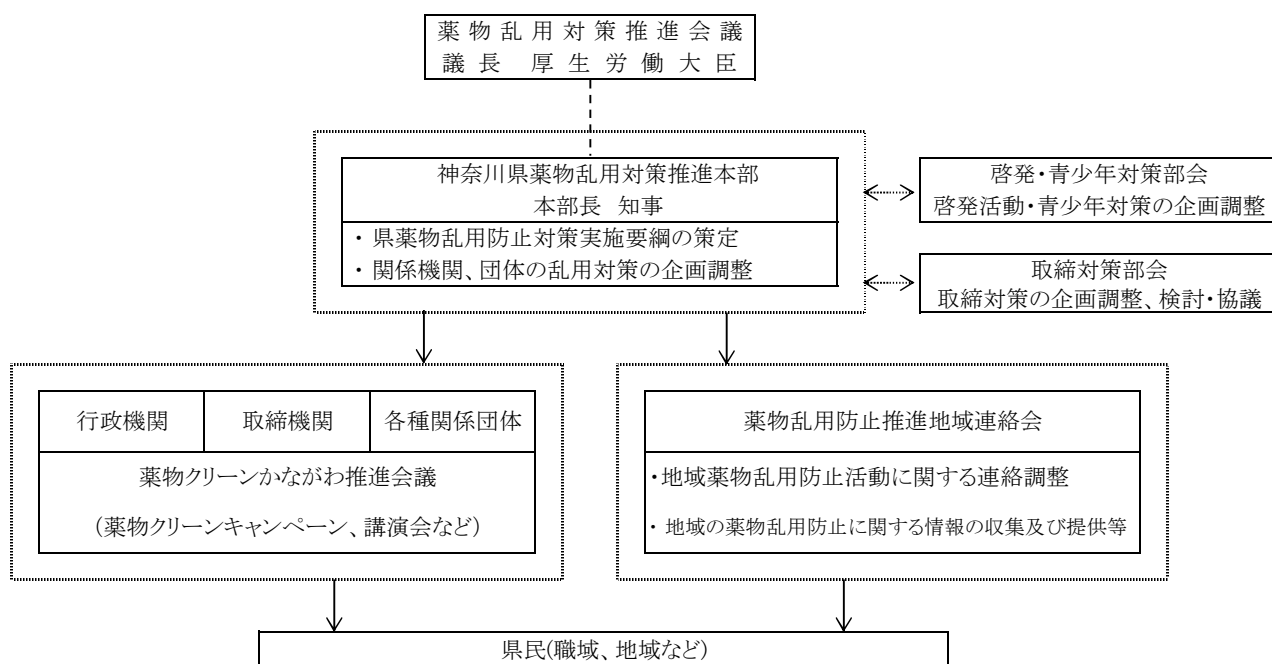 薬物乱用対策推進会議
議長 厚生労働大臣
神奈川県薬物乱用対策推進本部
本部長 知事
・ 県薬物乱用防止対策実施要綱の策定
・ 関係機関、団体の乱用対策の企画調整
啓発・青少年対策部会
啓発活動・青少年対策の企画調整
取締対策部会
取締対策の企画調整、検討・協議
行政機関
取締機関
各種関係団体
薬物クリーンかながわ推進会議
(薬物クリーンキャンペーン、講演会など)
薬物乱用防止推進地域連絡会
・地域薬物乱用防止活動に関する連絡調整
・ 地域の薬物乱用防止に関する情報の収集及び提供等
県民(職域、地域など)